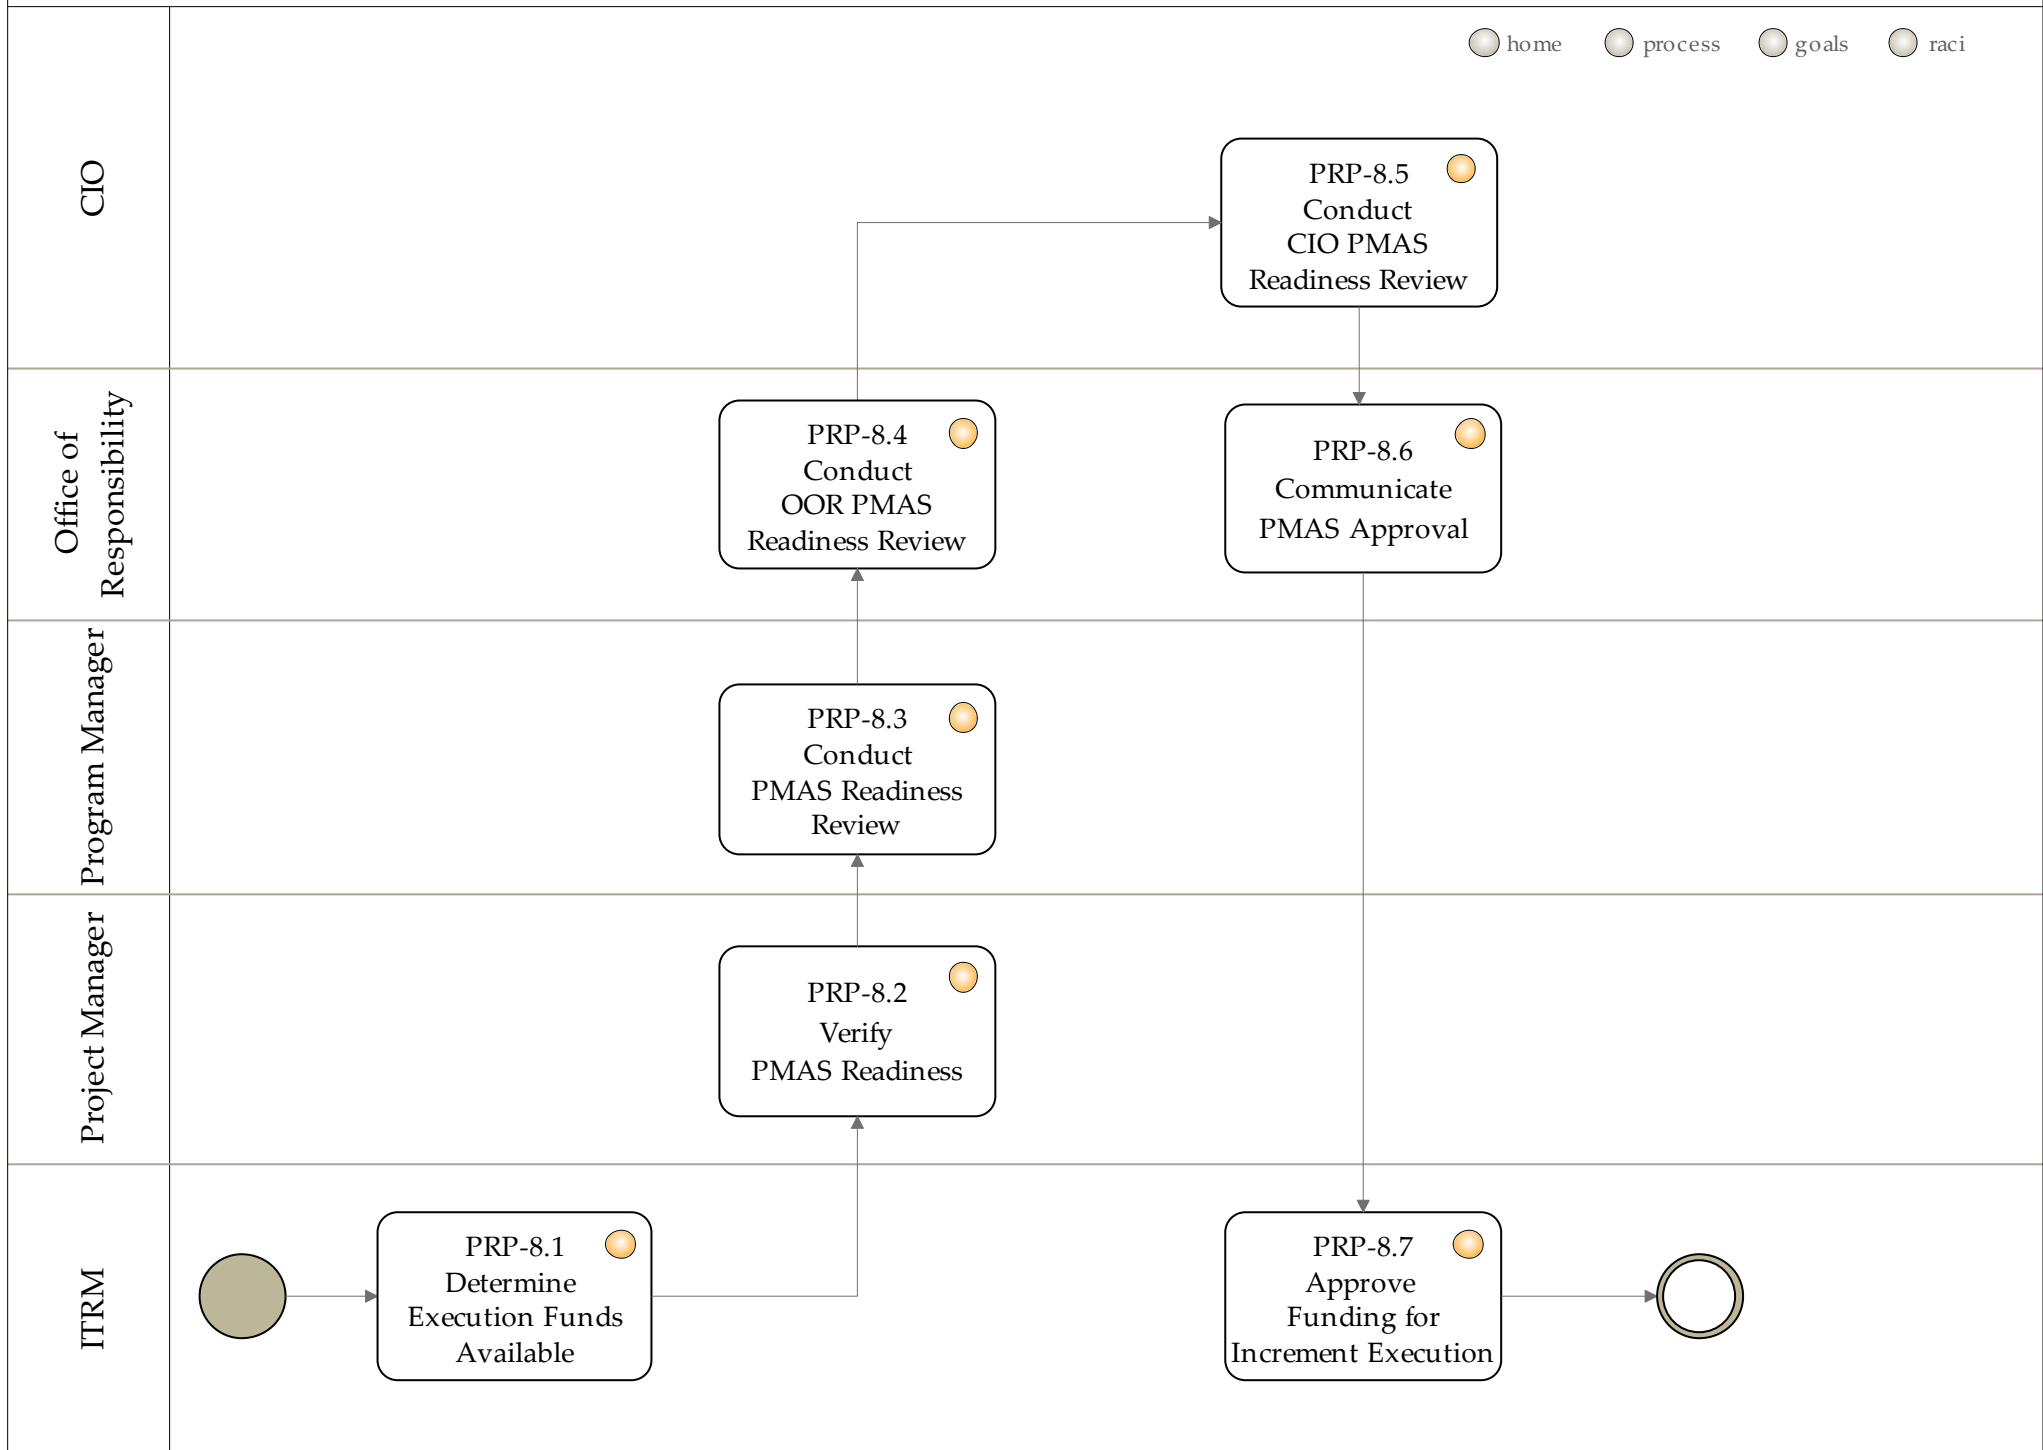 home
process
goals
raci
CIO
PRP-8.5
Conduct
CIO PMAS
Readiness Review
Office of
Responsibility
PRP-8.4
Conduct
OOR PMAS
Readiness Review
PRP-8.6
Communicate
PMAS Approval
Program Manager
PRP-8.3
Conduct
PMAS Readiness
Review
Project Manager
PRP-8.2
Verify
PMAS Readiness
ITRM
PRP-8.1
Determine
Execution Funds
Available
PRP-8.7
Approve
Funding for
Increment Execution